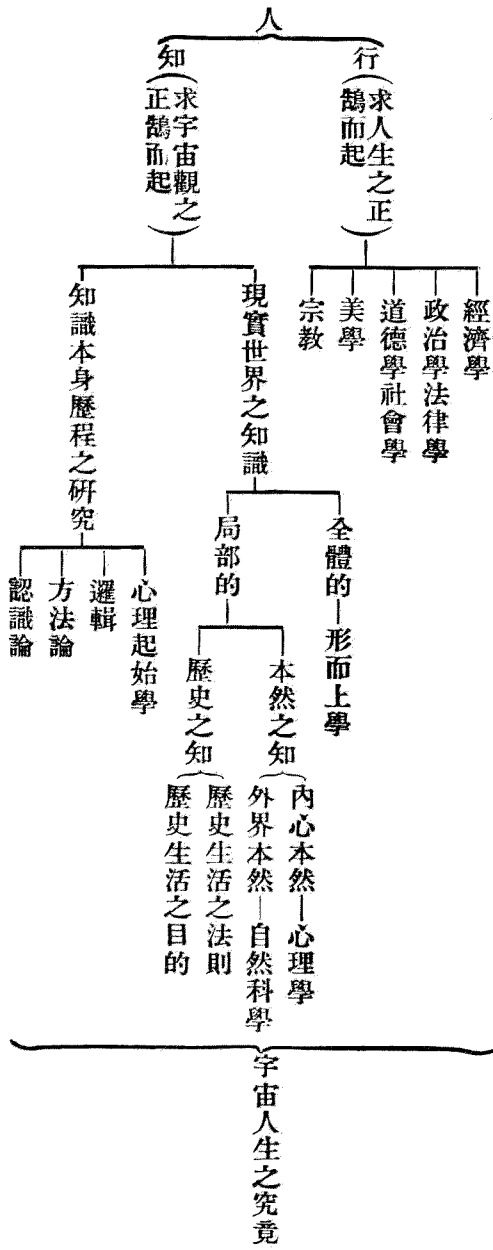 人
行(求人生之正鵠而起)
經濟學
政治學法律學
道德學社會學
美學
宗教
知(求宇宙觀之正鵠而起)
現實世界之知識
全體的—形而上學
局部的
本然之知
內心本然—心理學
外界本然—自然科學
歷史之知
歷史生活之法則
歷史生活之目的
知識本身歷程之研究
心理起始學
邏輯
方法論
認識論
宇宙人生之究竟